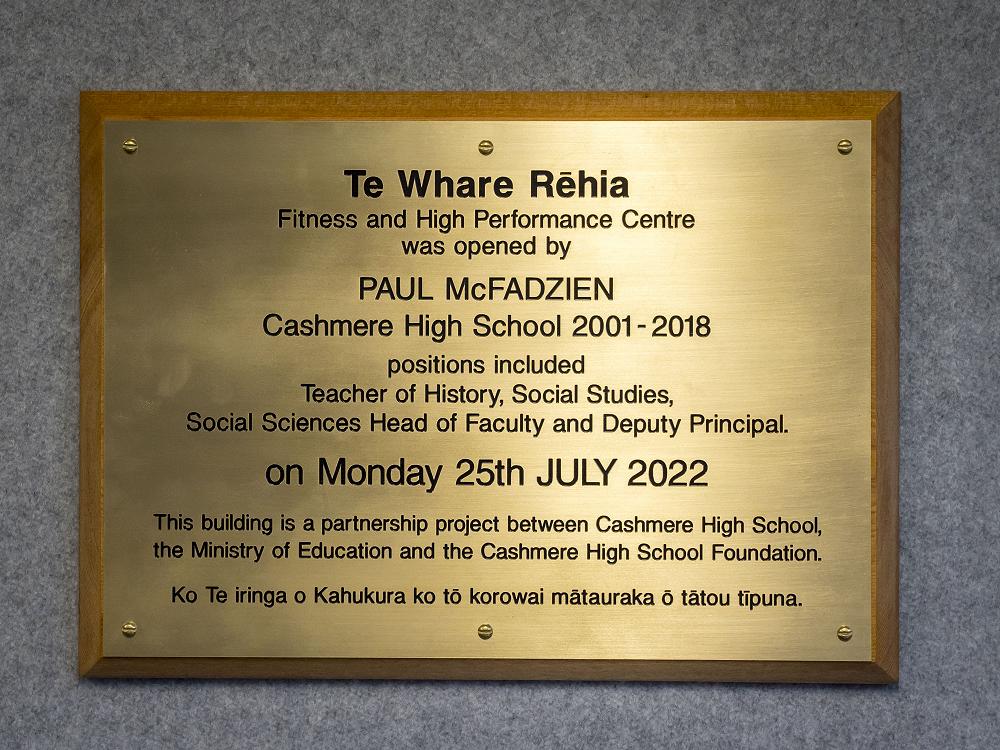 Te Whare Rēhia
Fitness and High Performance Centre
was opened by
PAUL McFADZIEN
Cashmere High School 2001-2018
positions included
Teacher of History, Social Studies,
Social Sciences Head of Faculty and Deputy Principal.
on Monday 25th JULY 2022
This building is a partnership project between Cashmere High School,
the Ministry of Education and the Cashmere High School Foundation.
Ko Te iringa o Kahukura ko tō korowai mātauraka ō tātou tīpuna.